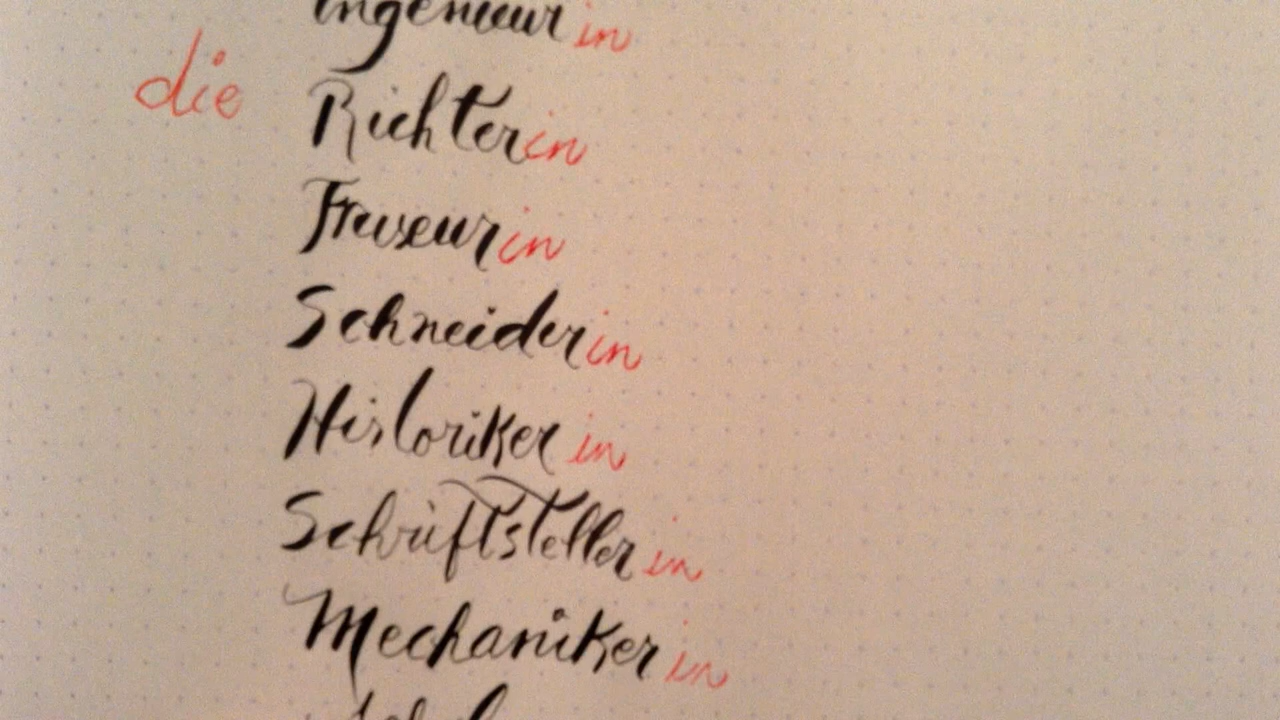 Ingenieurin
die
Richterin
Friseurin
Schneiderin
Historikerin
Schriftstellerin
Mechanikerin